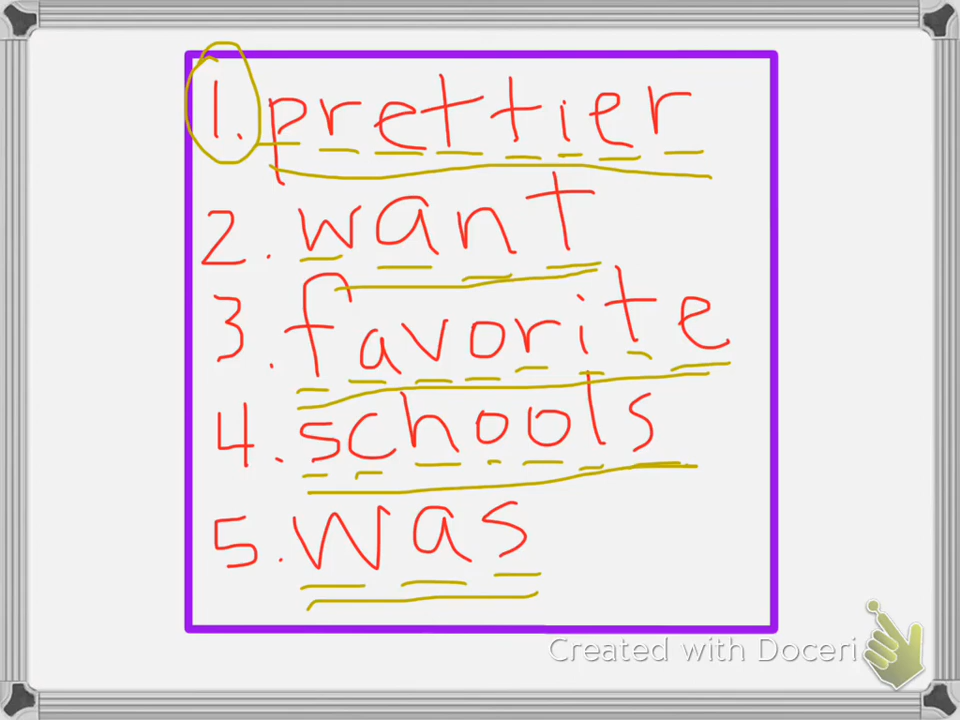 1. prettier
2. want
3. favorite
4. schools
5. was
Created with Doceri